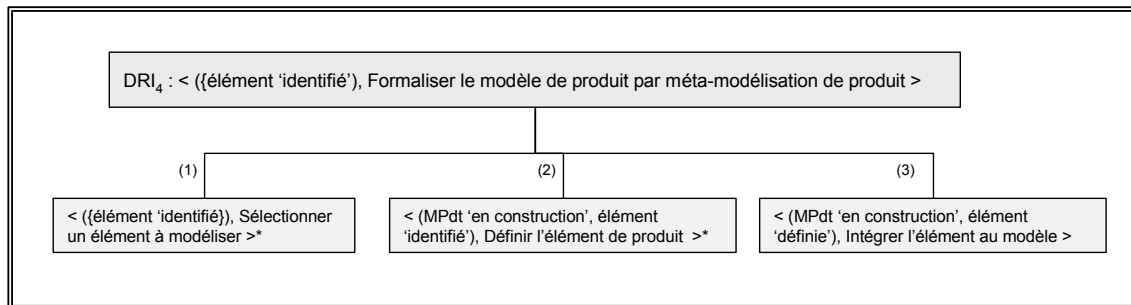 DRI4 : < ({élément ‘identifié’), Formaliser le modèle de produit par méta-modélisation de produit >
(1)
(2)
(3)
< ({élément ‘identifié}), Sélectionner
un élément à modéliser >*
< (MPdt ‘en construction’, élément
‘identifié’), Définir l’élément de produit >*
< (MPdt ‘en construction’, élément
‘définie’), Intégrer l’élément au modèle >